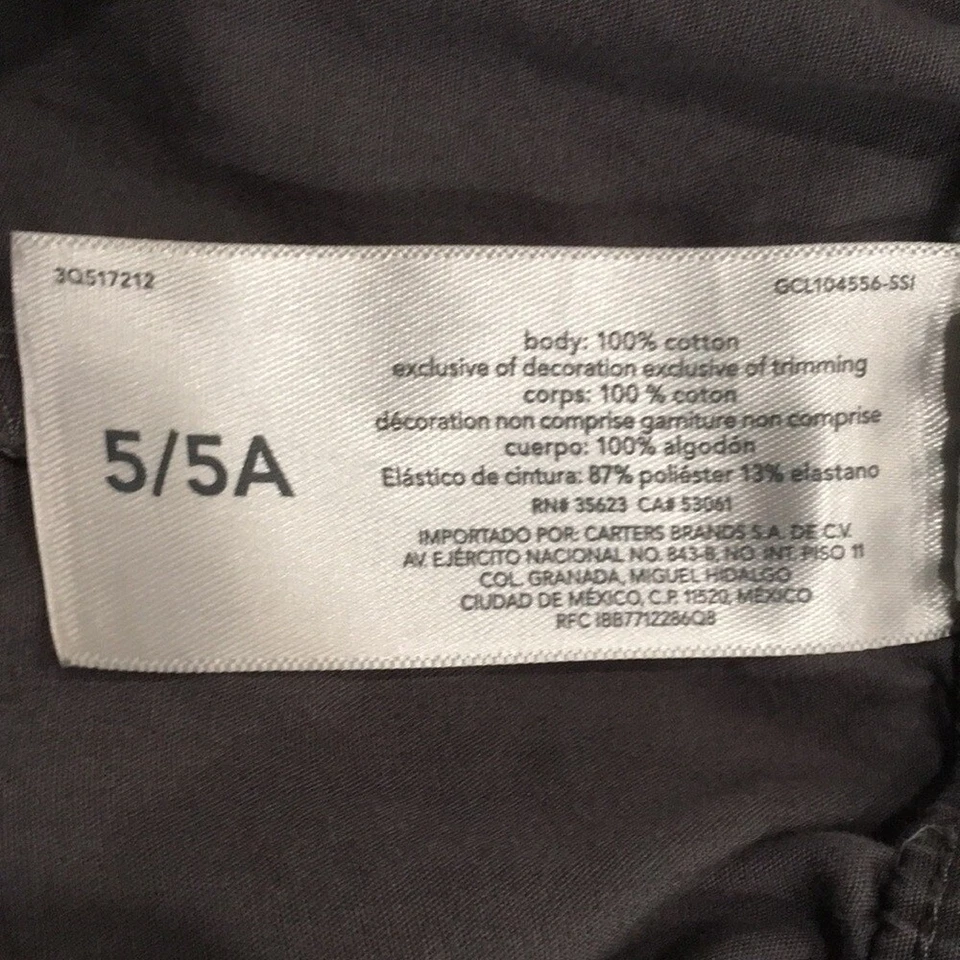 3Q517212
GCL104556-SSI
5/5A
body: 100% cotton
exclusive of decoration exclusive of trimming
corps: 100 % coton
décoration non comprise garniture non comprise
cuerpo: 100% algodón
Elástico de cintura: 87% poliéster 13% elastano
RN# 35623 CA# 53061
IMPORTADO POR: CARTERS BRANDS S.A. DE C.V.
AV. EJÉRCITO NACIONAL NO. 843-B, NO. INT. PISO 11
COL. GRANADA, MIGUEL HIDALGO
CIUDAD DE MÉXICO, C.P. 11520, MÉXICO
RFC IBB7712286Q8